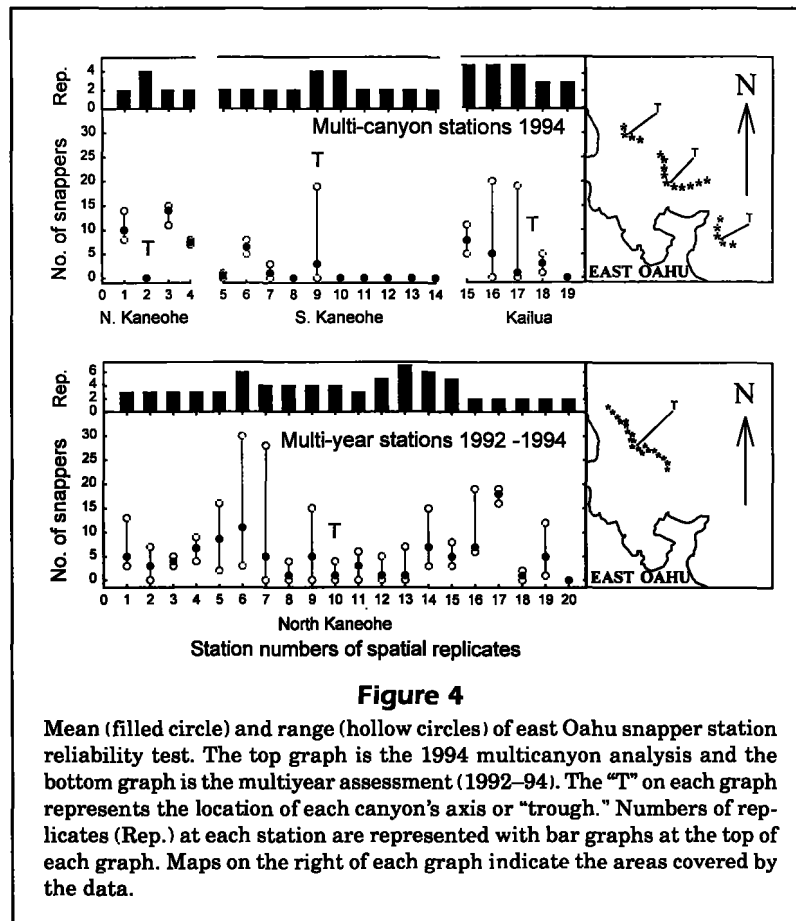 Rep.
4
2
0
Multi-canyon stations 1994
No. of snappers
30
25
20
15
10
5
0
T
T
T
0 1 2 3 4
5 6 7 8 9 10 11 12 13 14
15 16 17 18 19
N. Kaneohe
S. Kaneohe
Kailua
T
T
T
N
EAST OAHU
Rep.
6
4
2
0
Multi-year stations 1992 -1994
No. of snappers
30
25
20
15
10
5
0
T
0 1 2 3 4 5 6 7 8 9 10 11 12 13 14 15 16 17 18 19 20
North Kaneohe
Station numbers of spatial replicates
T
N
EAST OAHU
Figure 4
Mean (filled circle) and range (hollow circles) of east Oahu snapper station
reliability test. The top graph is the 1994 multicanyon analysis and the
bottom graph is the multiyear assessment (1992–94). The “T” on each graph
represents the location of each canyon's axis or “trough.” Numbers of rep-
licates (Rep.) at each station are represented with bar graphs at the top of
each graph. Maps on the right of each graph indicate the areas covered by
the data.